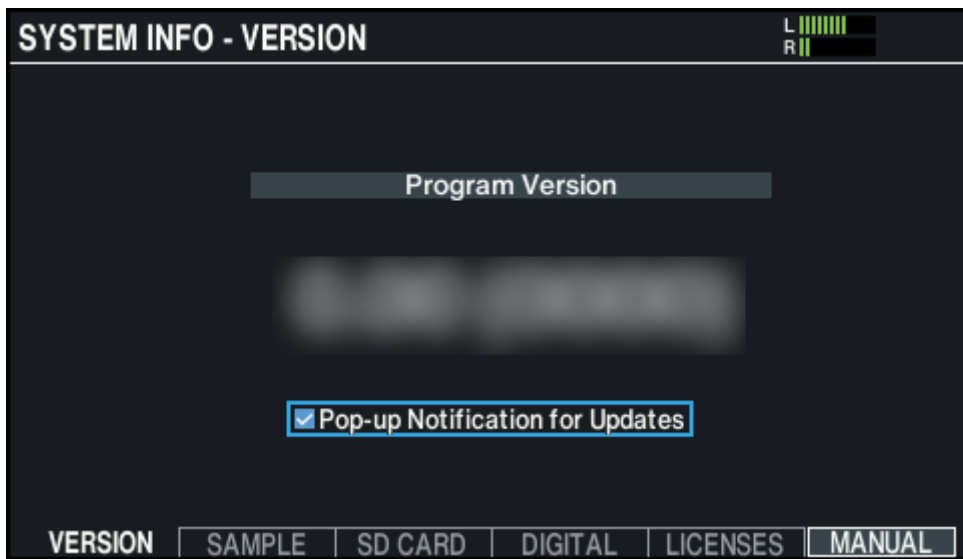 SYSTEM INFO - VERSION
L
R
Program Version
Pop-up Notification for Updates
VERSION SAMPLE SD CARD DIGITAL LICENSES MANUAL